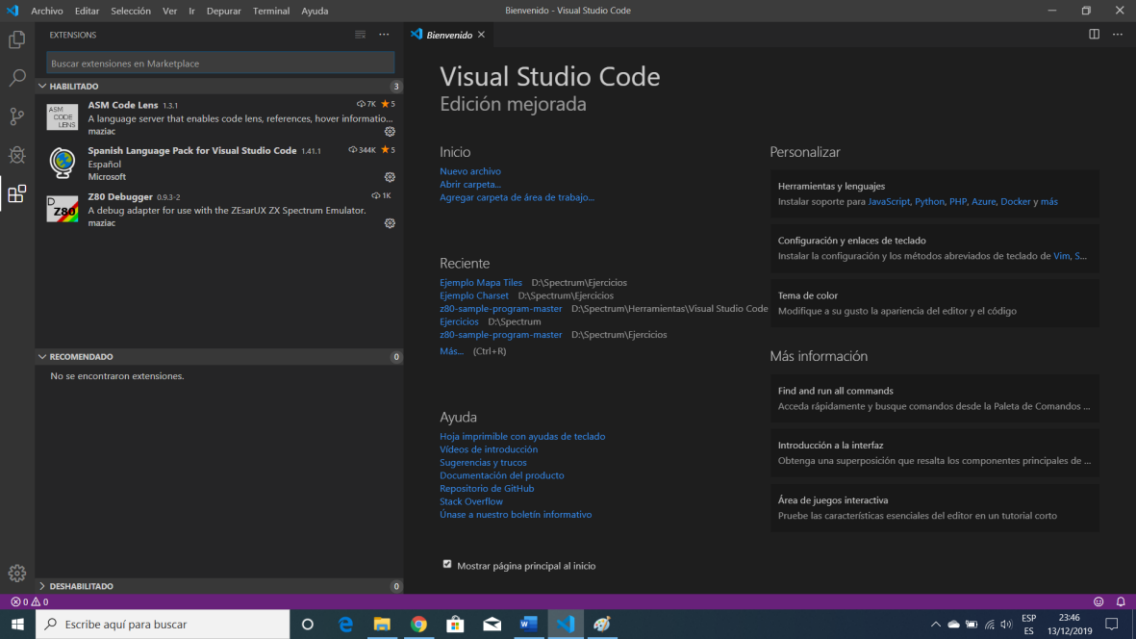 Archivo Editar Selección Ver Ir Depurar Terminal Ayuda
Bienvenido - Visual Studio Code
EXTENSIONS
Buscar extensiones en Marketplace
HABILITADO 3
ASM CODE LENS
ASM Code Lens 1.3.1 7K 5
A language server that enables code lens, references, hover informatio...
maziac
Spanish Language Pack for Visual Studio Code 1.41.1 344K 5
Español
Microsoft
D Z80
Z80 Debugger 0.9.3-2 1K
A debug adapter for use with the ZEsarUX ZX Spectrum Emulator.
maziac
RECOMENDADO 0
No se encontraron extensiones.
DESHABILITADO 0
Bienvenido
Visual Studio Code
Edición mejorada
Inicio
Nuevo archivo
Abrir carpeta...
Agregar carpeta de área de trabajo...
Reciente
Ejemplo Mapa Tiles D:\Spectrum\Ejercicios
Ejemplo Charset D:\Spectrum\Ejercicios
z80-sample-program-master D:\Spectrum\Herramientas\Visual Studio Code
Ejercicios D:\Spectrum
z80-sample-program-master D:\Spectrum\Ejercicios
Más... (Ctrl+R)
Ayuda
Hoja imprimible con ayudas de teclado
Vídeos de introducción
Sugerencias y trucos
Documentación del producto
Repositorio de GitHub
Stack Overflow
Únase a nuestro boletín informativo
Mostrar página principal al inicio
Personalizar
Herramientas y lenguajes
Instalar soporte para JavaScript, Python, PHP, Azure, Docker y más
Configuración y enlaces de teclado
Instalar la configuración y los métodos abreviados de teclado de Vim, S...
Tema de color
Modifique a su gusto la apariencia del editor y el código
Más información
Find and run all commands
Acceda rápidamente y busque comandos desde la Paleta de Comandos ...
Introducción a la interfaz
Obtenga una superposición que resalta los componentes principales de ...
Área de juegos interactiva
Pruebe las características esenciales del editor en un tutorial corto
0 0
Escribe aquí para buscar
ESP
ES
23:46
13/12/2019